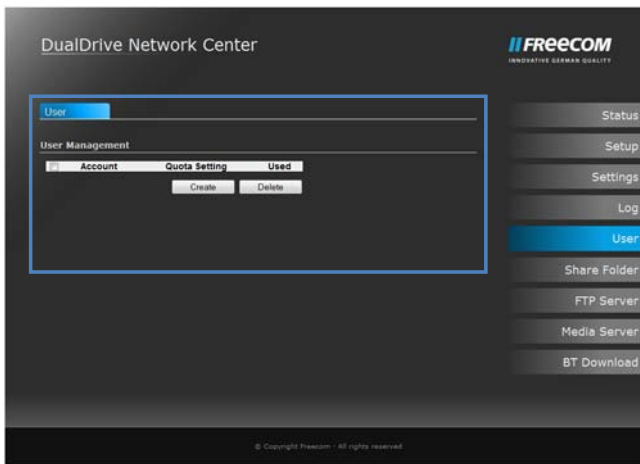 DualDrive Network Center
FREECOM
INNOVATIVE GERMAN QUALITY
User
User Management
Account Quota Setting Used
Create Delete
Status
Setup
Settings
Log
User
Share Folder
FTP Server
Media Server
BT Download
© Copyright Freecom - All rights reserved